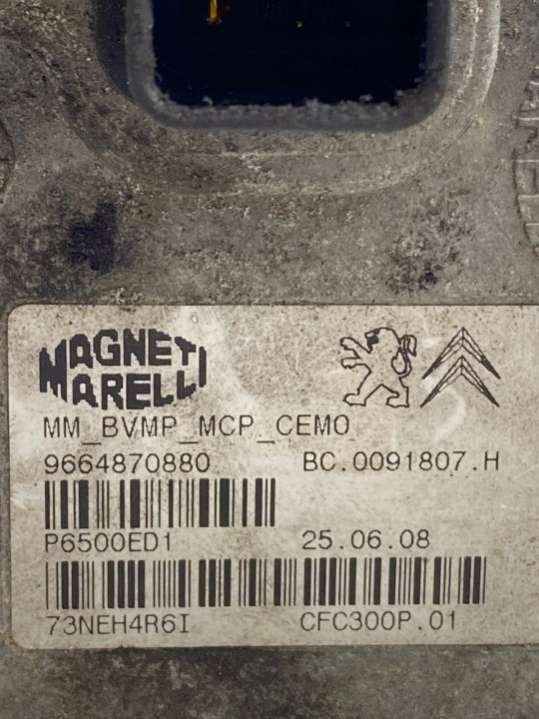 MAGNETI
MARELLI
MM_BVMP_MCP_CEMO
9664870880 BC.0091807.H
P6500ED1 25.06.08
73NEH4R6I CFC300P.01